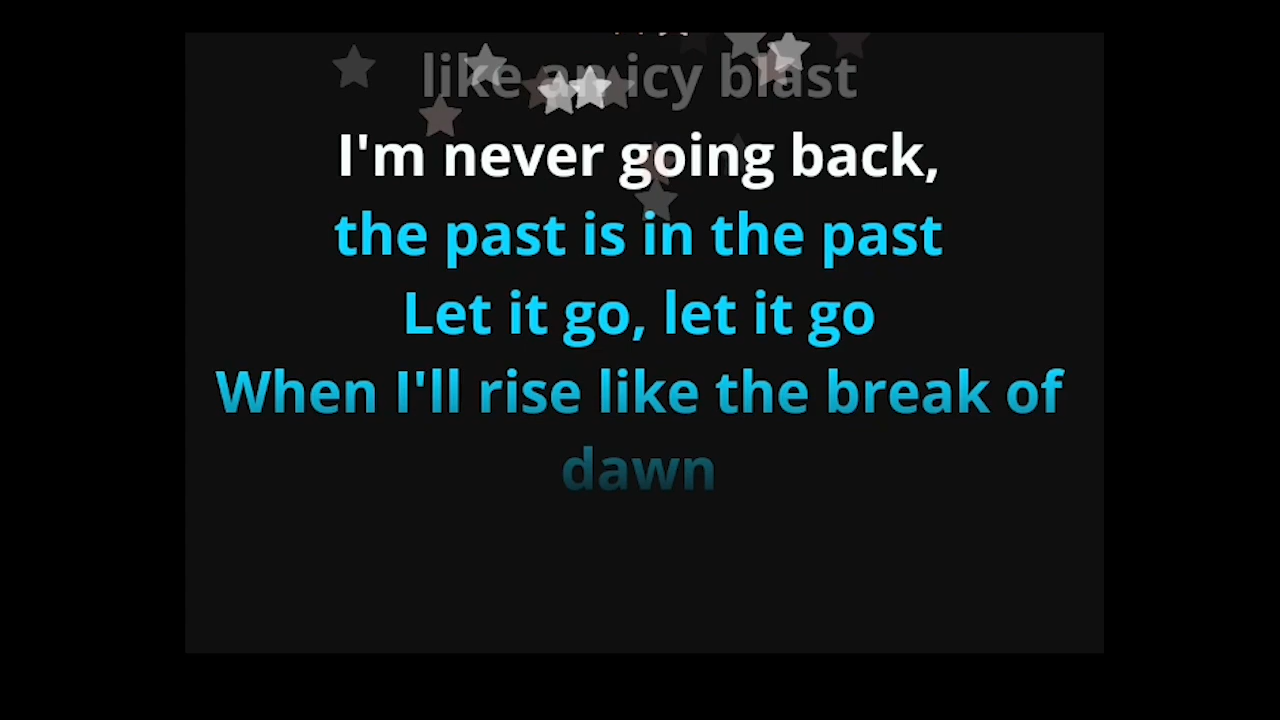 like an icy blast
I'm never going back,
the past is in the past
Let it go, let it go
When I'll rise like the break of
dawn